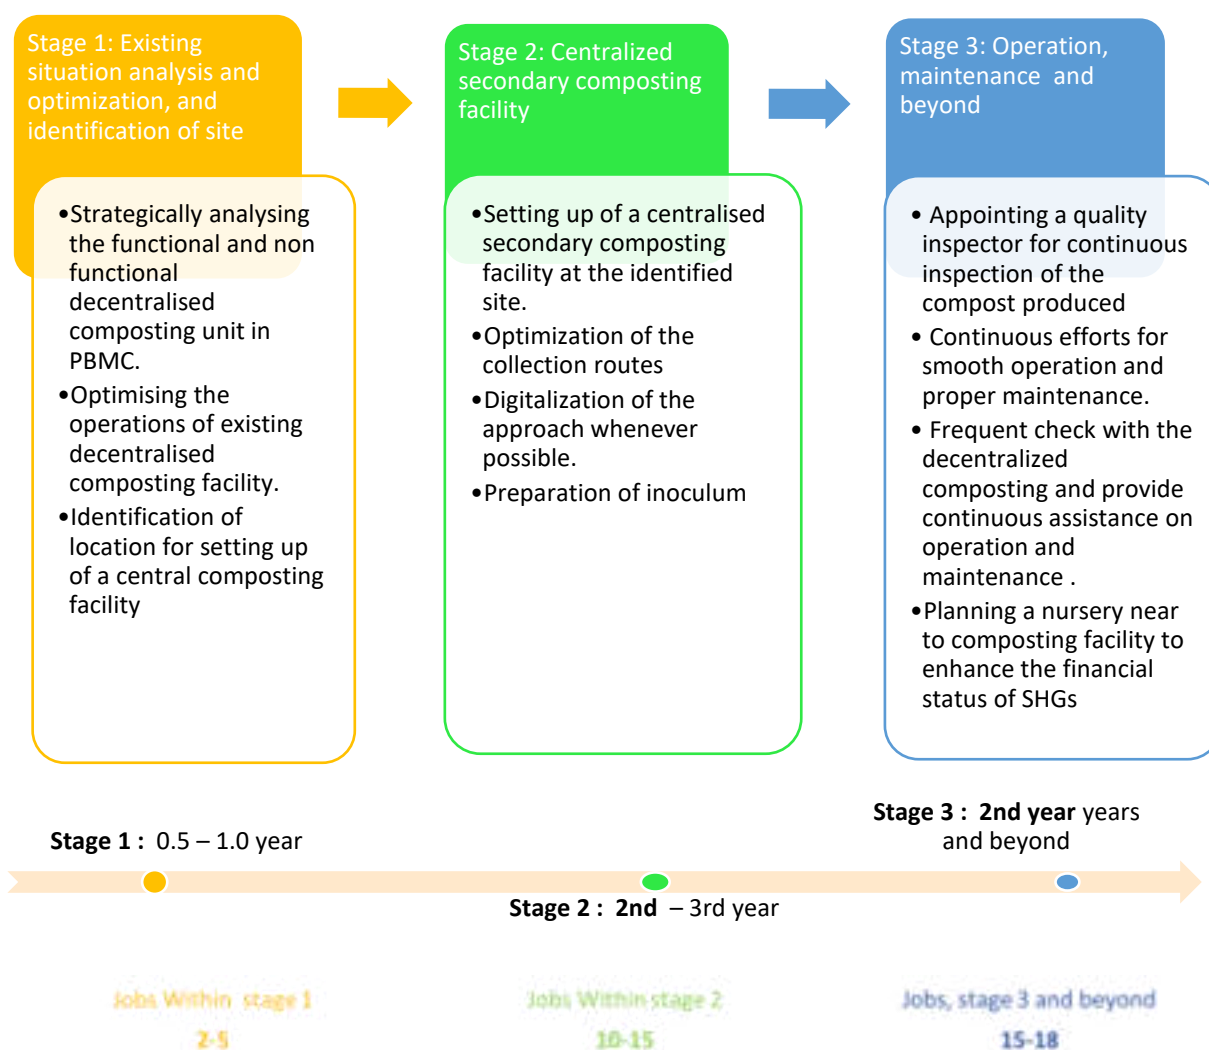 Stage 1: Existing
situation analysis and
optimization, and
identification of site
•Strategically analysing
the functional and non
functional
decentralised
composting unit in
PBMC.
•Optimising the
operations of existing
decentralised
composting facility.
•Identification of
location for setting up
of a central composting
facility
Stage 2: Centralized
secondary composting
facility
•Setting up of a centralised
secondary composting
facility at the identified
site.
•Optimization of the
collection routes
•Digitalization of the
approach whenever
possible.
•Preparation of inoculum
Stage 3: Operation,
maintenance and
beyond
• Appointing a quality
inspector for continuous
inspection of the
compost produced
• Continuous efforts for
smooth operation and
proper maintenance.
• Frequent check with the
decentralized
composting and provide
continuous assistance on
operation and
maintenance .
•Planning a nursery near
to composting facility to
enhance the financial
status of SHGs
Stage 1 : 0.5 – 1.0 year
Stage 2 : 2nd – 3rd year
Stage 3 : 2nd year years
and beyond
Jobs Within stage 1
2-5
Jobs Within stage 2
10-15
Jobs, stage 3 and beyond
15-18